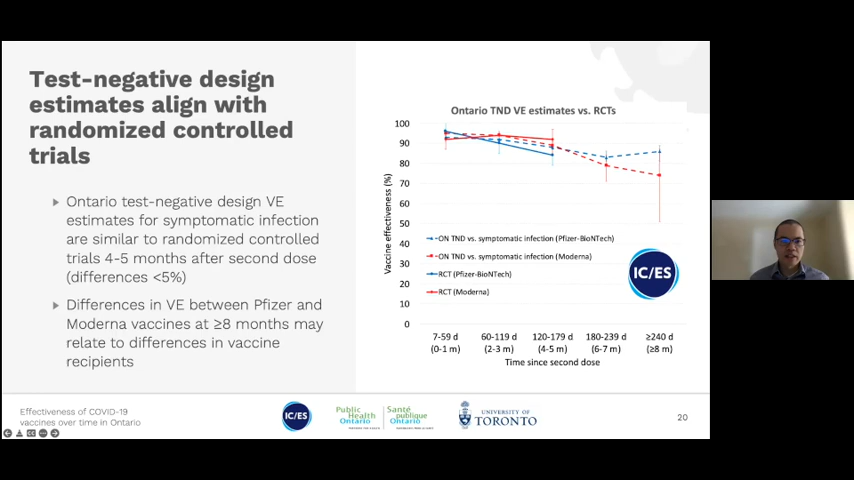 Test-negative design
estimates align with
randomized controlled
trials
Ontario test-negative design VE
estimates for symptomatic infection
are similar to randomized controlled
trials 4-5 months after second dose
(differences <5%)
Differences in VE between Pfizer and
Moderna vaccines at ≥8 months may
relate to differences in vaccine
recipients
Ontario TND VE estimates vs. RCTs
Vaccine effectiveness (%)
100
90
80
70
60
50
40
30
20
10
0
ON TND vs. symptomatic infection (Pfizer-BioNTech)
ON TND vs. symptomatic infection (Moderna)
RCT (Pfizer-BioNTech)
RCT (Moderna)
IC/ES
7-59 d 60-119 d 120-179 d 180-239 d ≥240 d
(0-1 m) (2-3 m) (4-5 m) (6-7 m) (≥8 m)
Time since second dose
Effectiveness of COVID-19
vaccines over time in Ontario
IC/ES
Public Health Ontario
Santé publique Ontario
UNIVERSITY OF
TORONTO
20